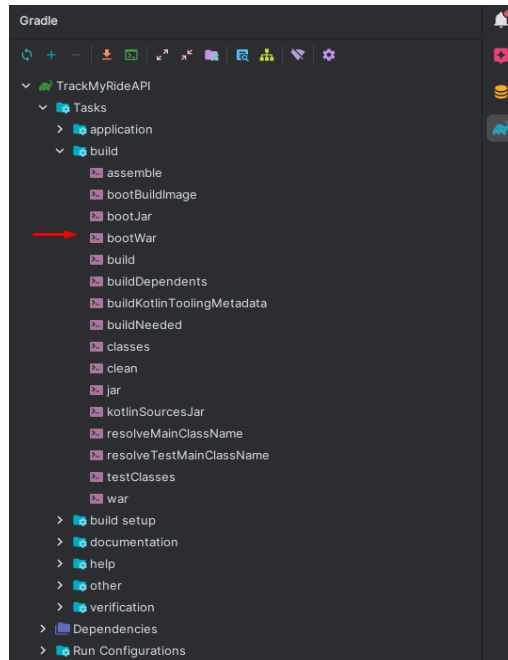 Gradle
TrackMyRideAPI
Tasks
application
build
assemble
bootBuildImage
bootJar
bootWar
build
buildDependents
buildKotlinToolingMetadata
buildNeeded
classes
clean
jar
kotlinSourcesJar
resolveMainClassName
resolveTestMainClassName
testClasses
war
build setup
documentation
help
other
verification
Dependencies
Run Configurations